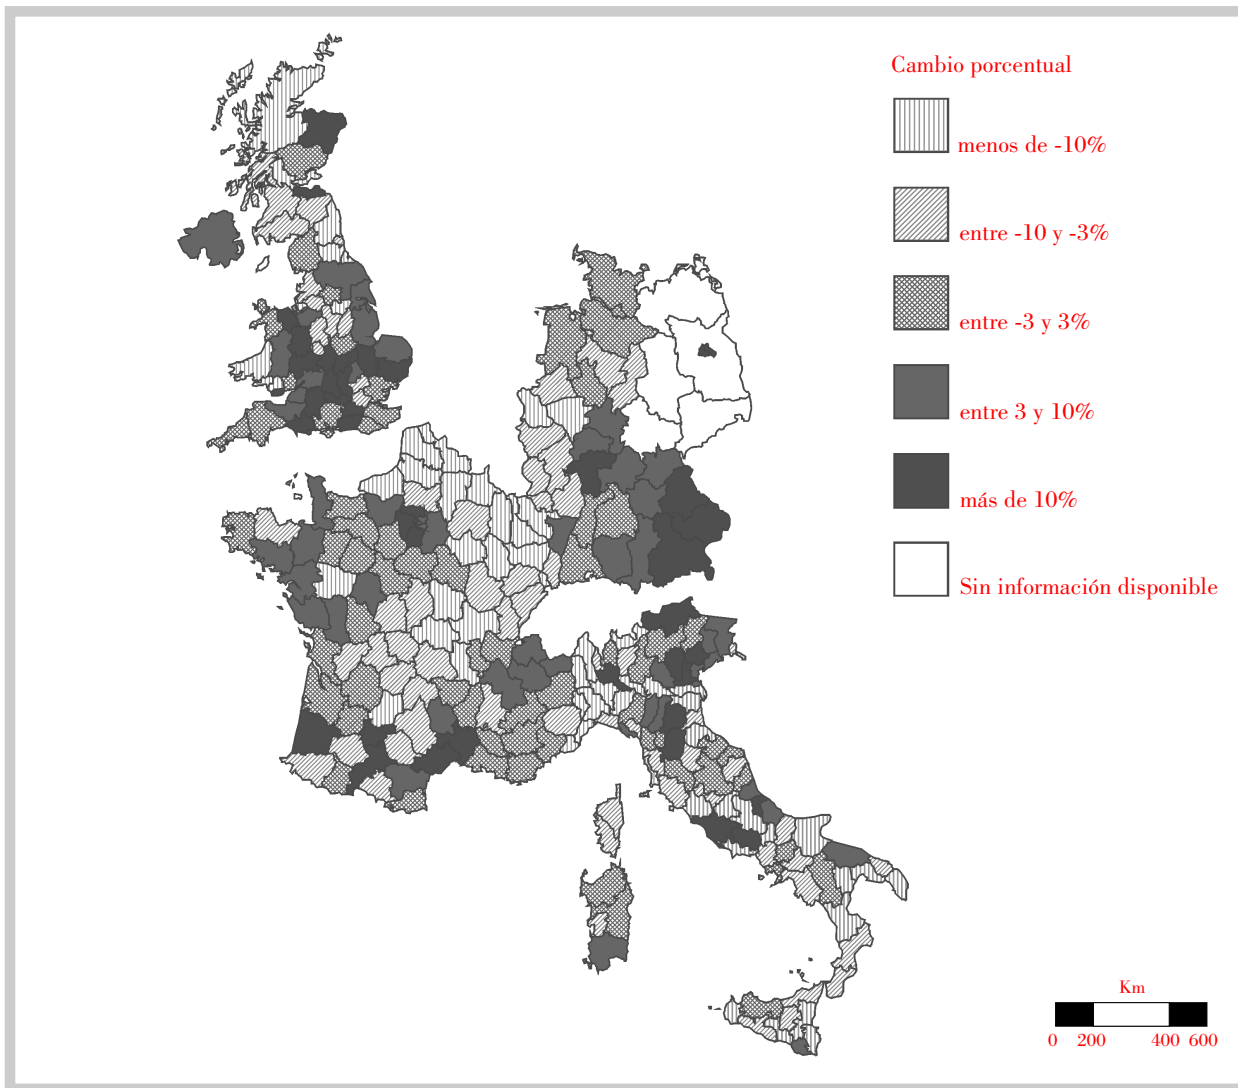 Cambio porcentual
menos de -10%
entre -10 y -3%
entre -3 y 3%
entre 3 y 10%
más de 10%
Sin información disponible
Km
0 200 400 600